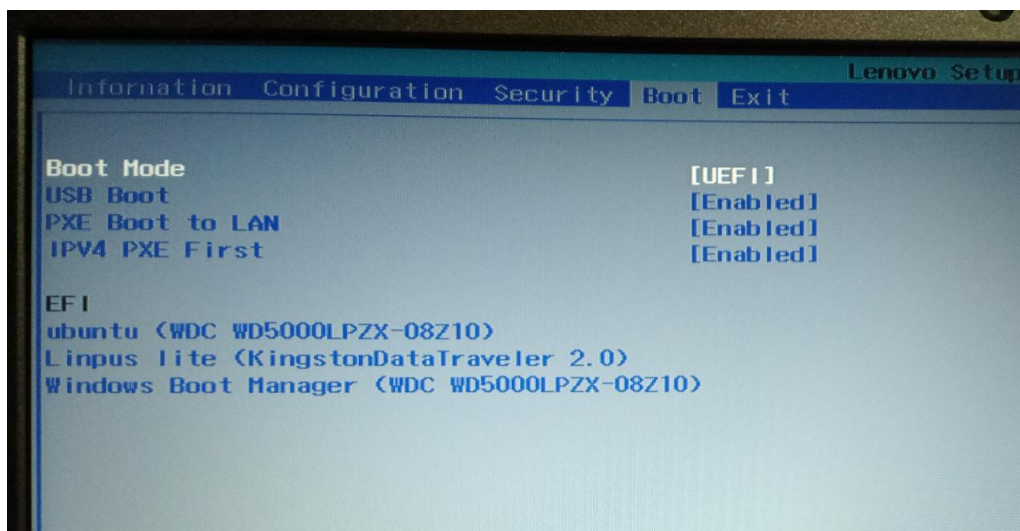 Lenovo Setup
Information Configuration Security Boot Exit
Boot Mode [UEFI]
USB Boot [Enabled]
PXE Boot to LAN [Enabled]
IPV4 PXE First [Enabled]
EFI
ubuntu (WDC WD5000LPZX-08Z10)
Linpus lite (KingstonDataTraveler 2.0)
Windows Boot Manager (WDC WD5000LPZX-08Z10)